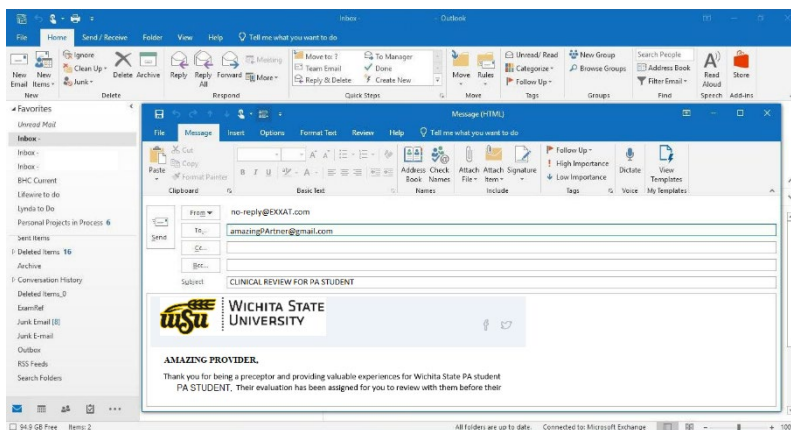 Inbox - - Outlook
File Home Send / Receive Folder View Help Tell me what you want to do
Ignore
Clean Up
Junk
Delete Archive
Reply Reply All Forward
Meeting
More
Move to: ?
Team Email
Reply & Delete
To Manager
Done
Create New
Move Rules
Unread/ Read
Categorize
Follow Up
New Group
Browse Groups
Search People
Address Book
Filter Email
Read Aloud
Store
New Email New Items
New Delete Respond Quick Steps Move Tags Groups Find Speech Add-ins
Favorites
Unread Mail
Inbox -
Inbox -
Inbox -
BHC Current
Lifewire to do
Lynda to Do
Personal Projects in Process 6
Sent Items
Deleted Items 16
Archive
Conversation History
Deleted Items_0
ExamRef
Junk Email [8]
Junk E-mail
Outbox
RSS Feeds
Search Folders
Message (HTML)
File Message Insert Options Format Text Review Help Tell me what you want to do
Paste
Cut
Copy
Format Painter
B I U
Address Book
Check Names
Attach File
Attach Item
Signature
Follow Up
High Importance
Low Importance
Dictate
View Templates
Clipboard Basic Text Names Include Tags Voice My Templates
Send
From no-reply@EXXAT.com
To... amazingPArtner@gmail.com
Cc...
Bcc...
Subject CLINICAL REVIEW FOR PA STUDENT
WSU
WICHITA STATE
UNIVERSITY
AMAZING PROVIDER,
Thank you for being a preceptor and providing valuable experiences for Wichita State PA student
PA STUDENT, Their evaluation has been assigned for you to review with them before their
94.9 GB Free Items: 2 All folders are up to date. Connected to: Microsoft Exchange 100